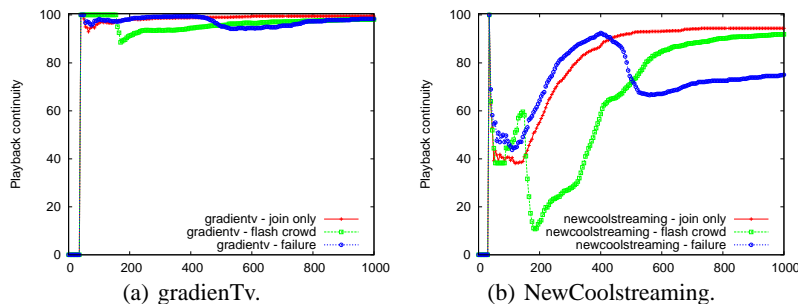 100
80
60
40
20
0
Playback continuity
gradientv - join only
gradientv - flash crowd
gradientv - failure
0 200 400 600 800 1000
(a) gradienTv.
100
80
60
40
20
0
Playback continuity
newcoolstreaming - join only
newcoolstreaming - flash crowd
newcoolstreaming - failure
0 200 400 600 800 1000
(b) NewCoolstreaming.